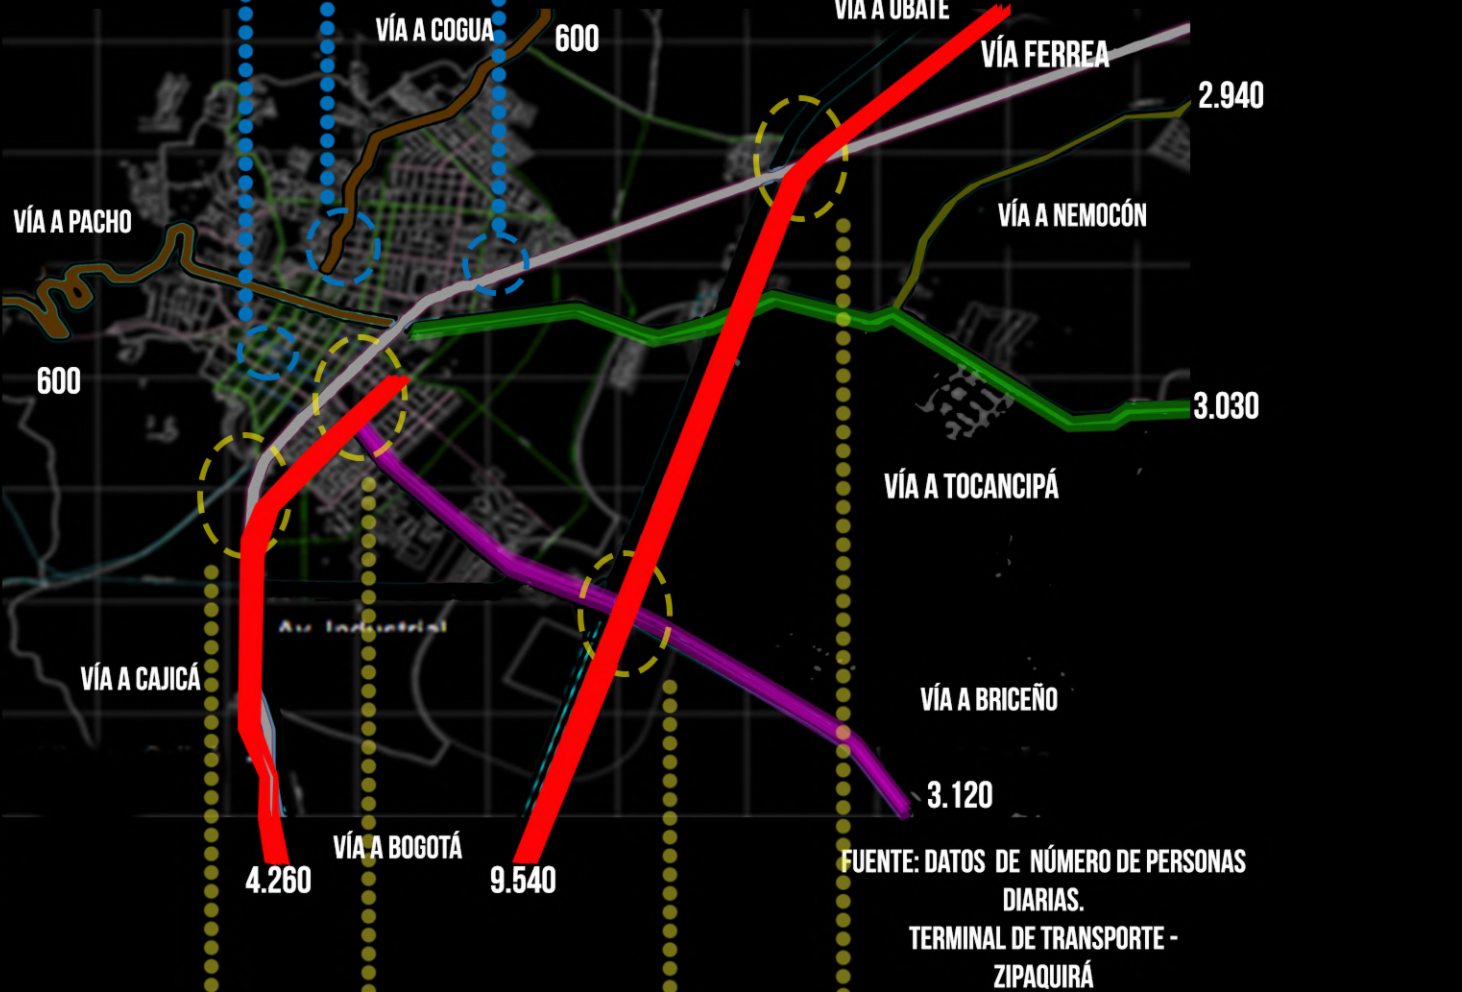 VÍA A UBATE
VÍA A COGUA
600
VÍA FERREA
2.940
VÍA A PACHO
VÍA A NEMOCÓN
600
3.030
VÍA A TOCANCIPÁ
Av. Industrial
VÍA A CAJICÁ
VÍA A BRICEÑO
3.120
VÍA A BOGOTÁ
4.260
9.540
FUENTE: DATOS DE NÚMERO DE PERSONAS
DIARIAS.
TERMINAL DE TRANSPORTE -
ZIPAQUIRÁ